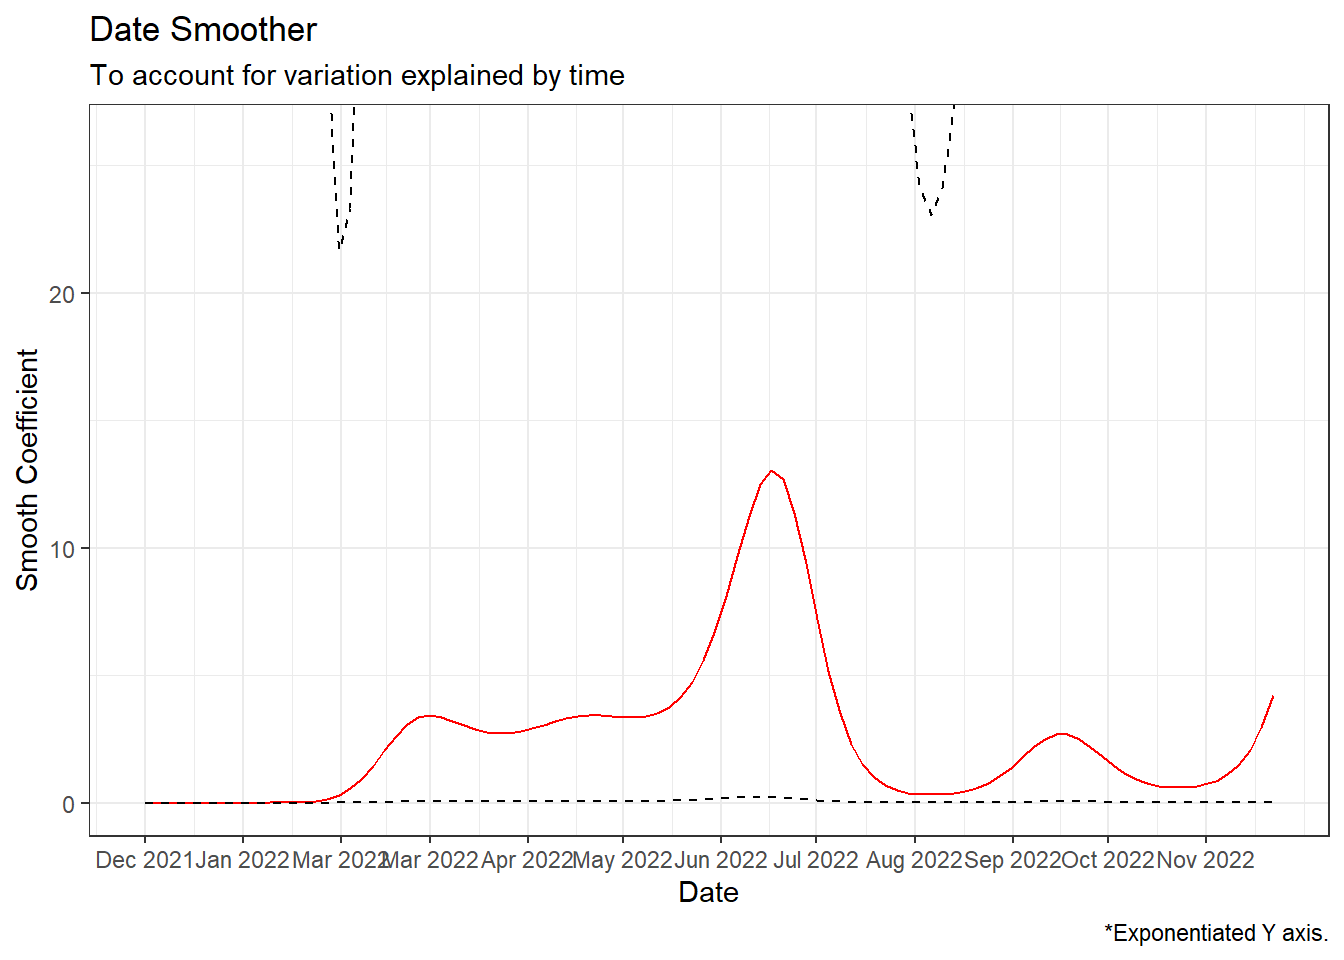 Date Smoother
To account for variation explained by time
Smooth Coefficient
20
10
0
Dec 2021 Jan 2022 Mar 2022 Mar 2022 Apr 2022 May 2022 Jun 2022 Jul 2022 Aug 2022 Sep 2022 Oct 2022 Nov 2022
Date
*Exponentiated Y axis.